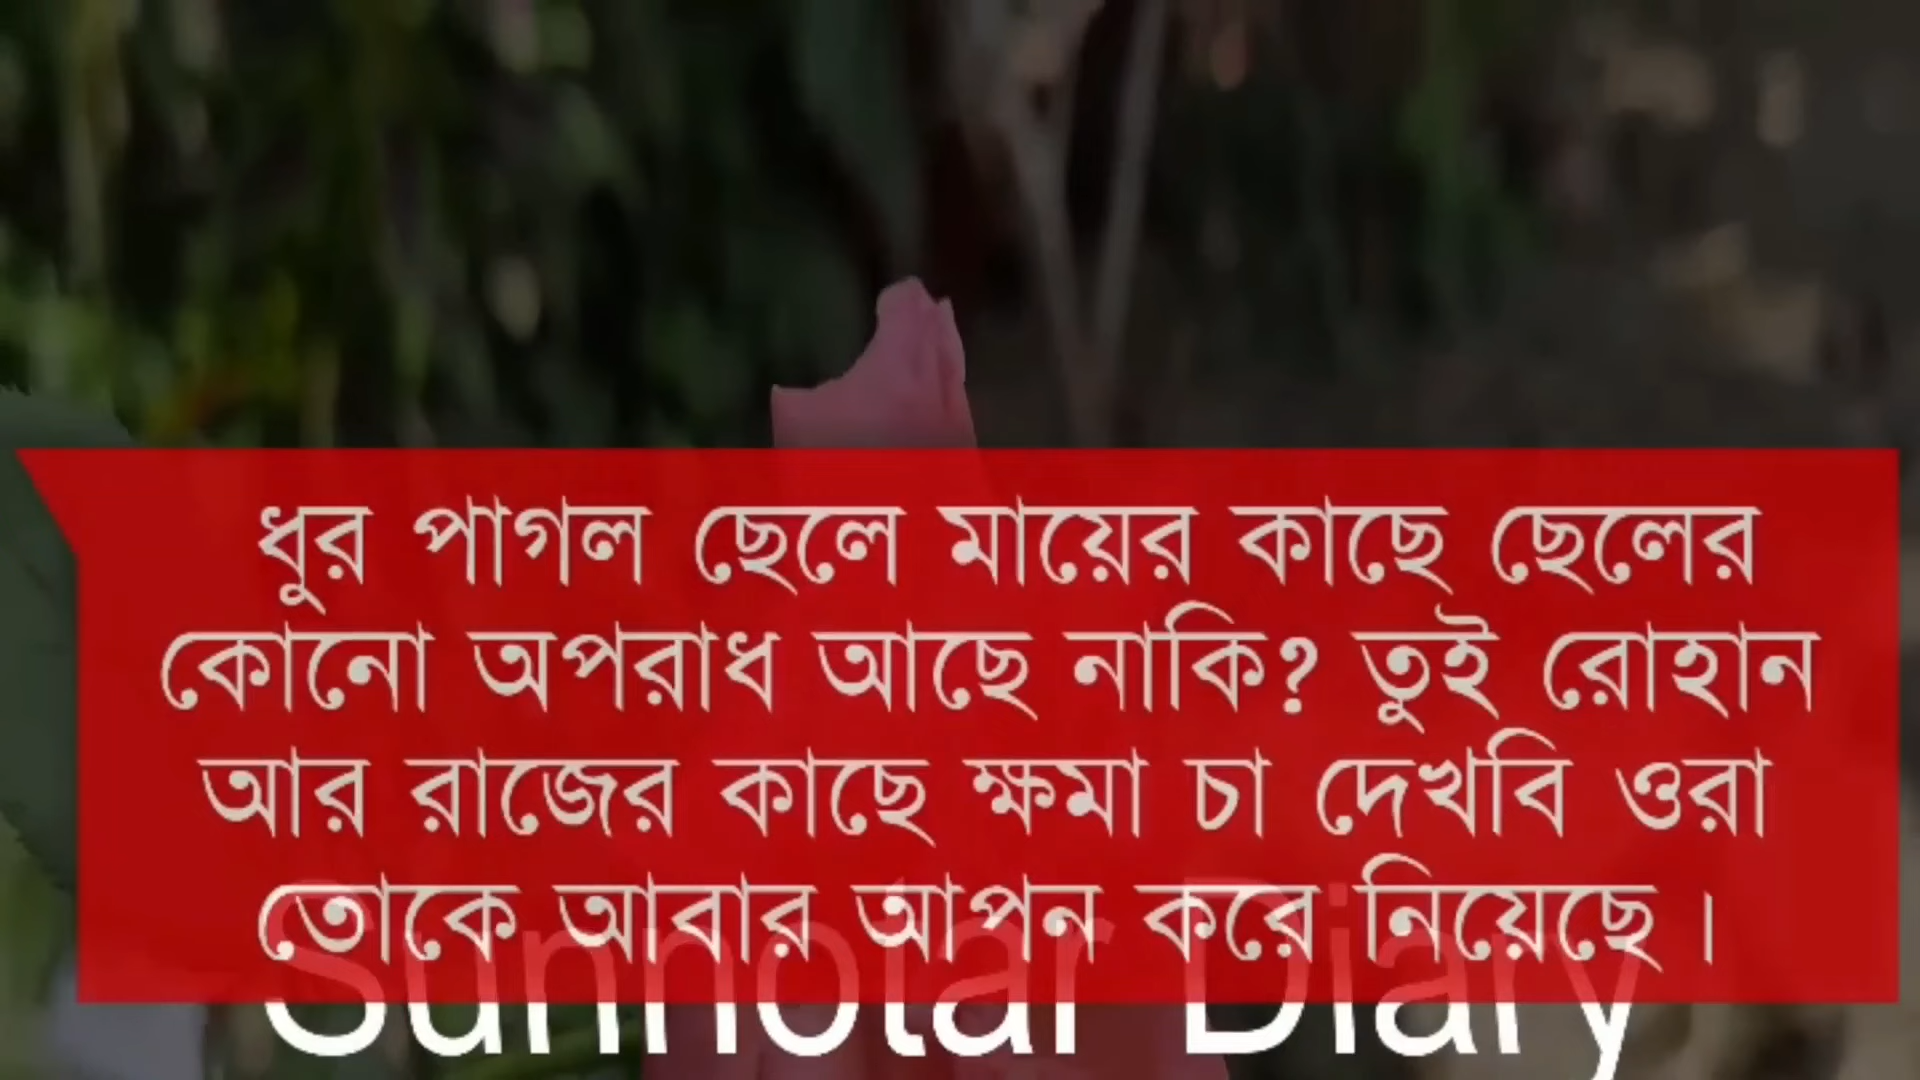 ধুর পাগল ছেলে মায়ের কাছে ছেলের
কোনো অপরাধ আছে নাকি? তুই রোহান
আর রাজের কাছে ক্ষমা চা দেখবি ওরা
তোকে আবার আপন করে নিয়েছে।
Sunnotar Diary